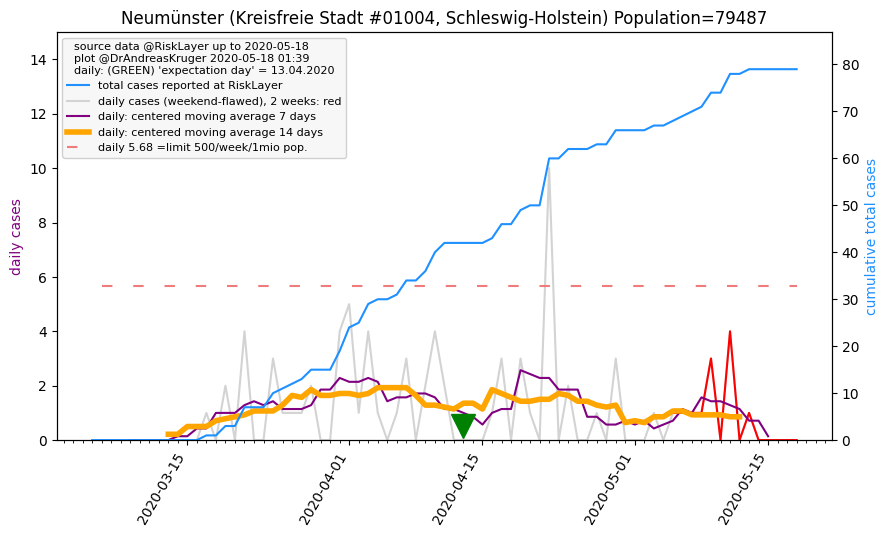 Neumünster (Kreisfreie Stadt #01004, Schleswig-Holstein) Population=79487
source data @RiskLayer up to 2020-05-18
plot @DrAndreasKruger 2020-05-18 01:39
daily: (GREEN) 'expectation day' = 13.04.2020
total cases reported at RiskLayer
daily cases (weekend-flawed), 2 weeks: red
daily: centered moving average 7 days
daily: centered moving average 14 days
daily 5.68 =limit 500/week/1mio pop.
daily cases
14
12
10
8
6
4
2
0
80
70
60
50
40
30
20
10
0
cumulative total cases
2020-03-15
2020-04-01
2020-04-15
2020-05-01
2020-05-15